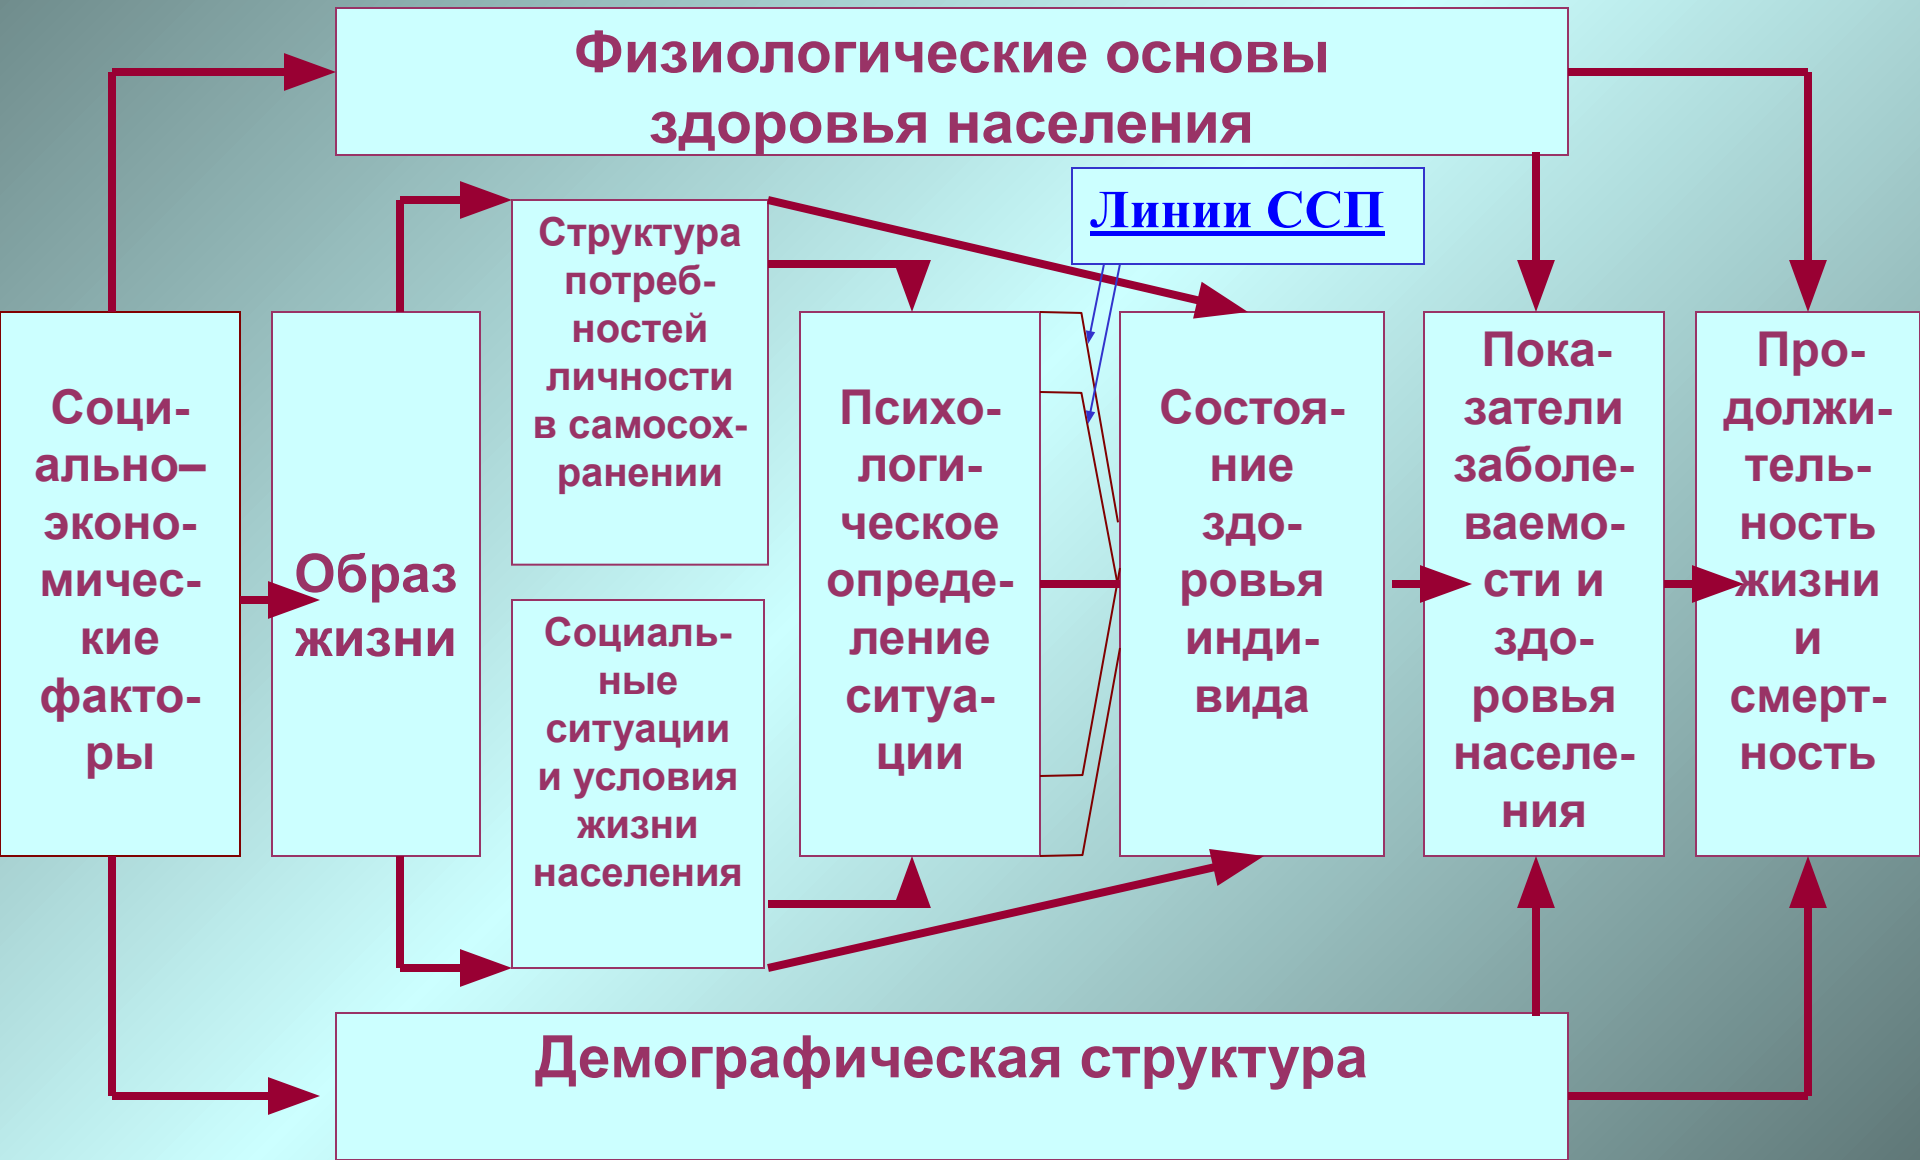 Физиологические основы
здоровья населения
Линии ССП
Соци-
ально–
эконо-
мичес-
кие
факто-
ры
Образ
жизни
Структура
потреб-
ностей
личности
в самосох-
ранении
Социаль-
ные
ситуации
и условия
жизни
населения
Психо-
логи-
ческое
опреде-
ление
ситуа-
ции
Состоя-
ние
здо-
ровья
инди-
вида
Пока-
затели
заболе-
ваемо-
сти и
здо-
ровья
населе-
ния
Про-
должи-
тель-
ность
жизни
и
смерт-
ность
Демографическая структура